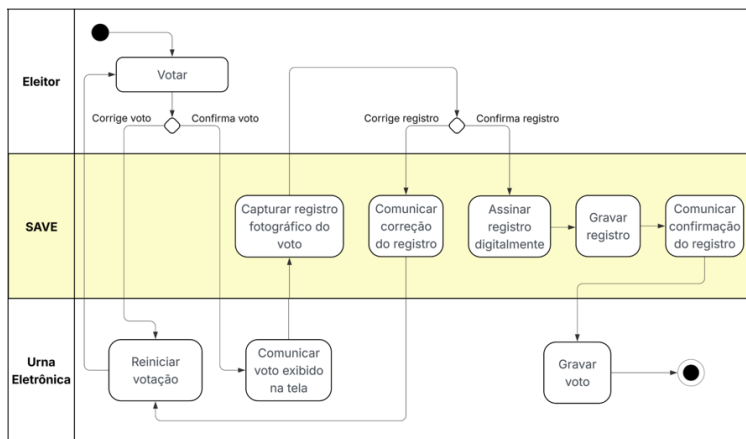 Eleitor
Votar
Corrige voto
Confirma voto
Corrige registro
Confirma registro
SAVE
Capturar registro
fotográfico do
voto
Comunicar
correção
do registro
Assinar
registro
digitalmente
Gravar
registro
Comunicar
confirmação
do registro
Urna
Eletrônica
Reiniciar
votação
Comunicar
voto exibido
na tela
Gravar
voto